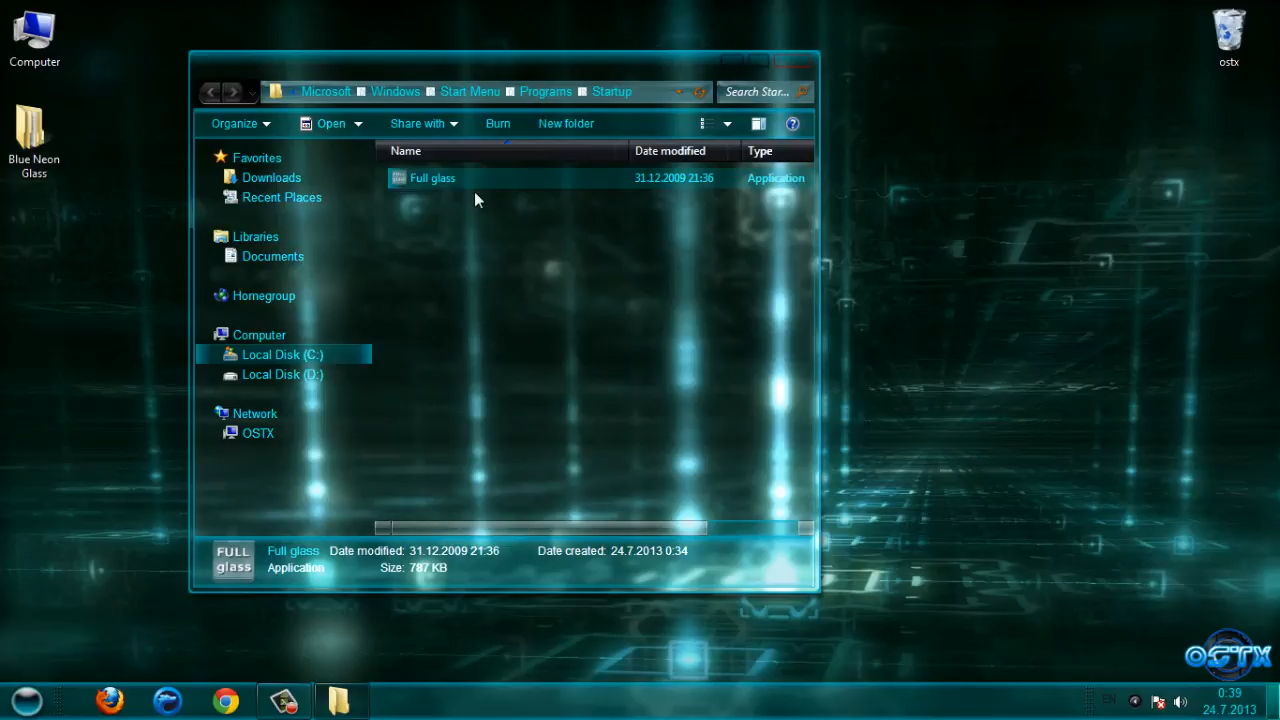 Computer
ostx
Blue Neon
Glass
Microsoft Windows Start Menu Programs Startup
Search Star...
Organize Open Share with Burn New folder
Name Date modified Type
Full glass 31.12.2009 21:36 Application
Favorites
Downloads
Recent Places
Libraries
Documents
Homegroup
Computer
Local Disk (C:)
Local Disk (D:)
Network
OSTX
FULL
glass
Full glass Date modified: 31.12.2009 21:36 Date created: 24.7.2013 0:34
Application Size: 787 KB
OSTX
EN
0:39
24.7.2013